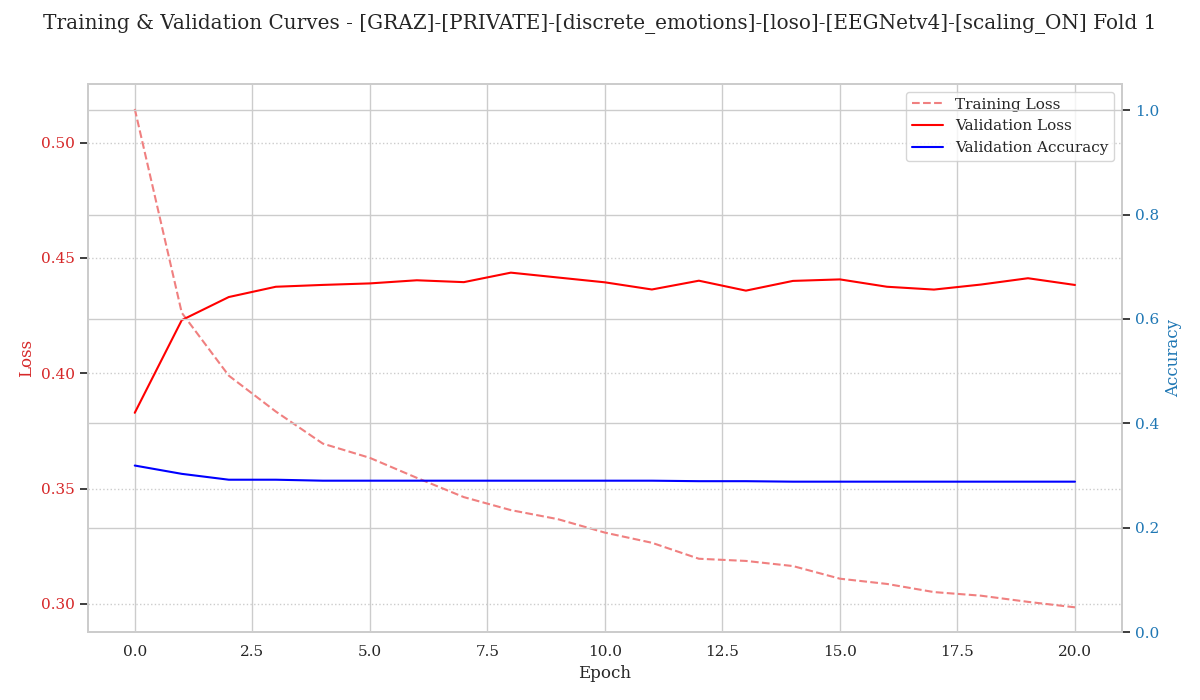 Training & Validation Curves - [GRAZ]-[PRIVATE]-[discrete_emotions]-[loso]-[EEGNetv4]-[scaling_ON] Fold 1
Training Loss
Validation Loss
Validation Accuracy
0.50
0.45
0.40
0.35
0.30
Loss
1.0
0.8
0.6
0.4
0.2
0.0
Accuracy
0.0 2.5 5.0 7.5 10.0 12.5 15.0 17.5 20.0
Epoch